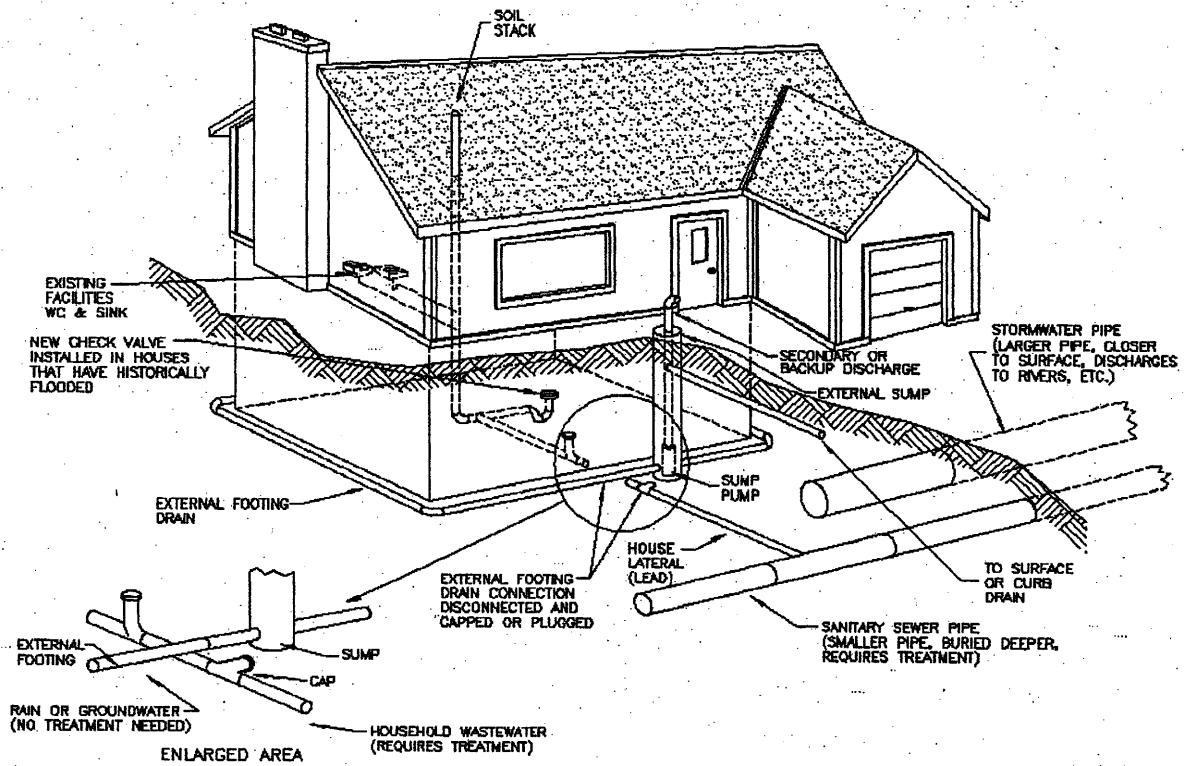 SOIL
STACK
EXISTING
FACILITIES
WC & SINK
NEW CHECK VALVE
INSTALLED IN HOUSES
THAT HAVE HISTORICALLY
FLOODED
SECONDARY OR
BACKUP DISCHARGE
EXTERNAL SUMP
STORMWATER PIPE
(LARGER PIPE, CLOSER
TO SURFACE, DISCHARGES
TO RIVERS, ETC.)
EXTERNAL FOOTING
DRAIN
SUMP
PUMP
HOUSE
LATERAL
(LEAD)
EXTERNAL FOOTING
DRAIN CONNECTION
DISCONNECTED AND
CAPPED OR PLUGGED
TO SURFACE
OR CURB
DRAIN
SANITARY SEWER PIPE
(SMALLER PIPE, BURIED DEEPER,
REQUIRES TREATMENT)
EXTERNAL
FOOTING
SUMP
CAP
RAIN OR GROUNDWATER
(NO TREATMENT NEEDED)
HOUSEHOLD WASTEWATER
(REQUIRES TREATMENT)
ENLARGED AREA